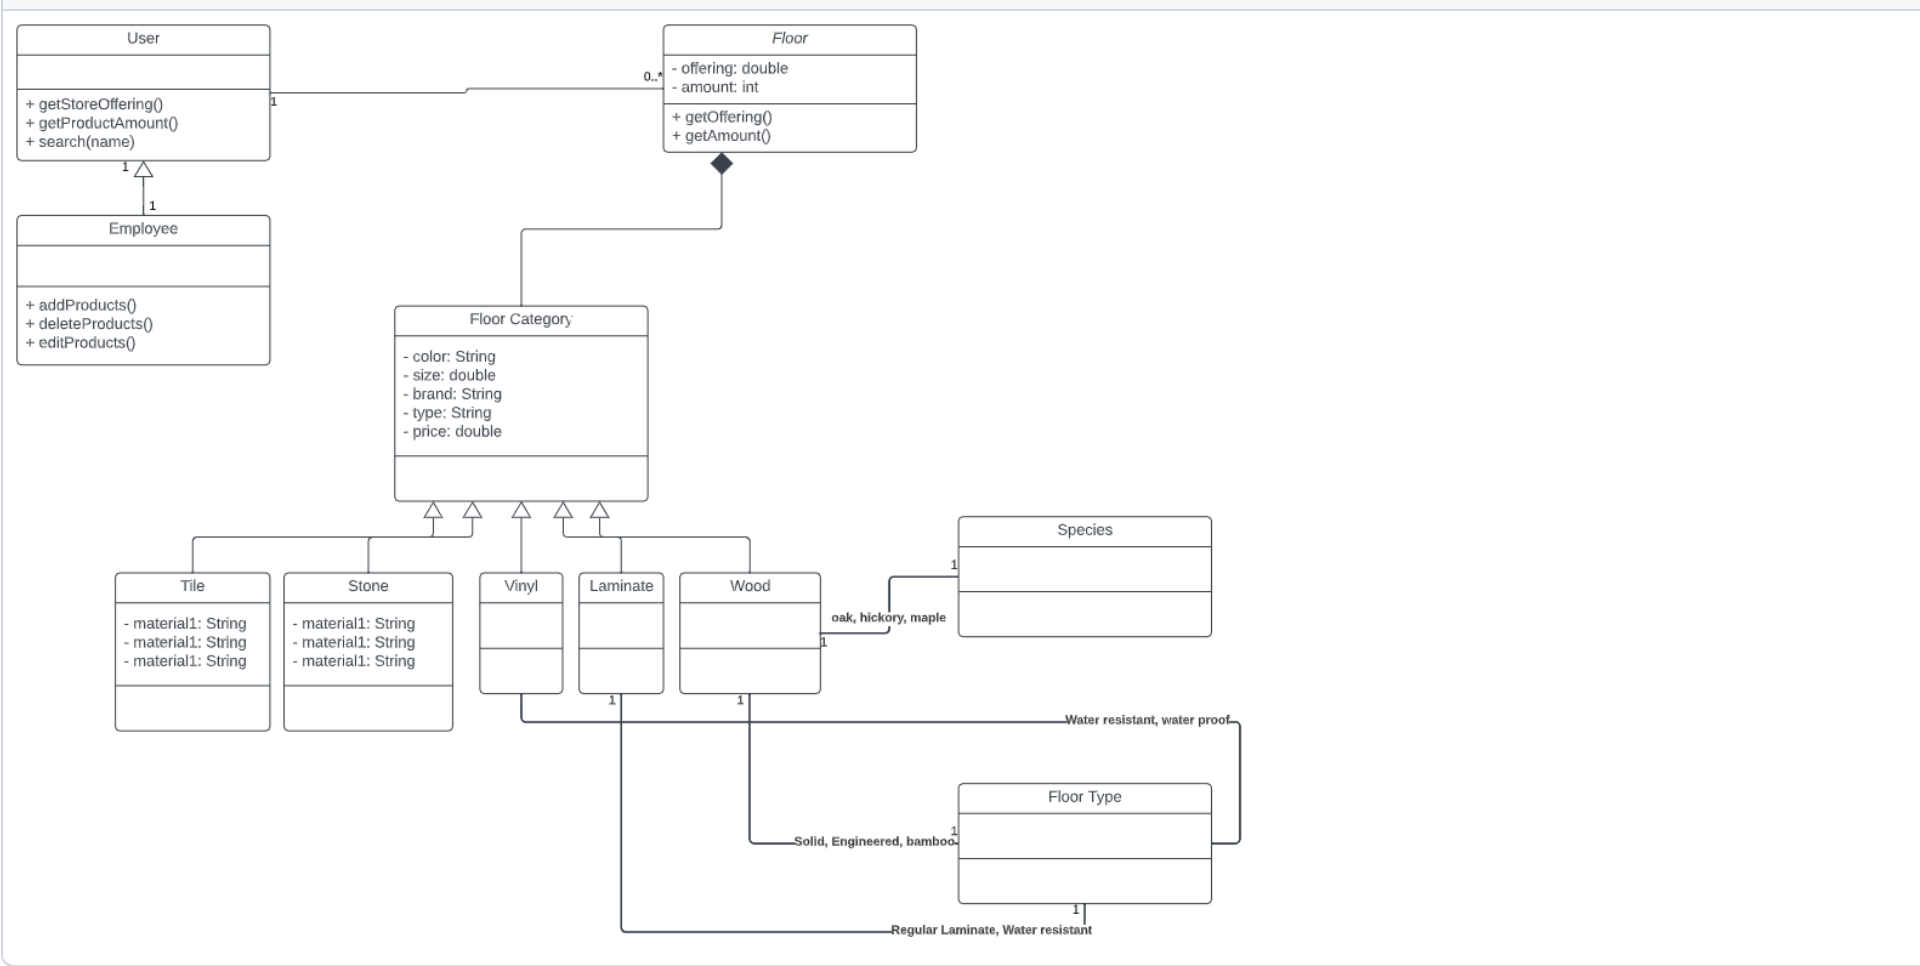 User
+ getStoreOffering()
+ getProductAmount()
+ search(name)
1
0..*
Floor
- offering: double
- amount: int
+ getOffering()
+ getAmount()
1
1
Employee
+ addProducts()
+ deleteProducts()
+ editProducts()
Floor Category
- color: String
- size: double
- brand: String
- type: String
- price: double
Tile
- material1: String
- material1: String
- material1: String
Stone
- material1: String
- material1: String
- material1: String
Vinyl
Laminate
Wood
Species
1
oak, hickory, maple
1
1
1
Water resistant, water proof
Floor Type
1
Solid, Engineered, bamboo
1
Regular Laminate, Water resistant